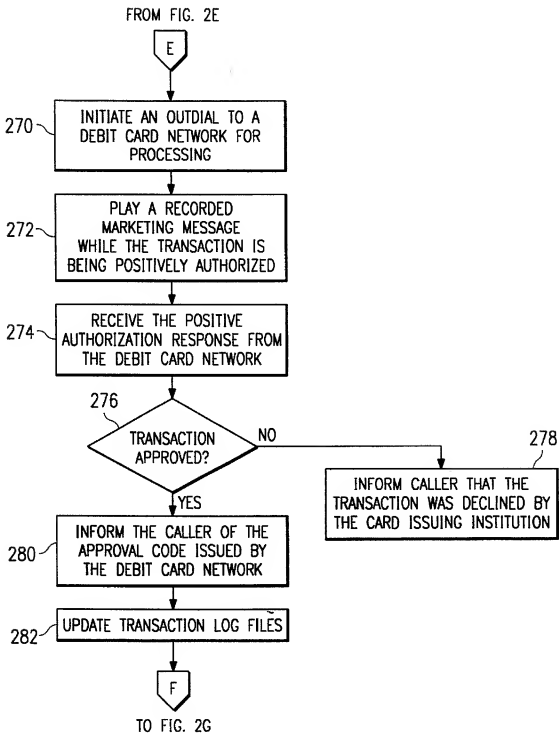 FROM FIG. 2E
E
270
INITIATE AN OUTDIAL TO A
DEBIT CARD NETWORK FOR
PROCESSING
272
PLAY A RECORDED
MARKETING MESSAGE
WHILE THE TRANSACTION IS
BEING POSITIVELY AUTHORIZED
274
RECEIVE THE POSITIVE
AUTHORIZATION RESPONSE FROM
THE DEBIT CARD NETWORK
276
TRANSACTION
APPROVED?
NO
278
INFORM CALLER THAT THE
TRANSACTION WAS DECLINED BY
THE CARD ISSUING INSTITUTION
YES
280
INFORM THE CALLER OF THE
APPROVAL CODE ISSUED BY
THE DEBIT CARD NETWORK
282
UPDATE TRANSACTION LOG FILES
F
TO FIG. 2G